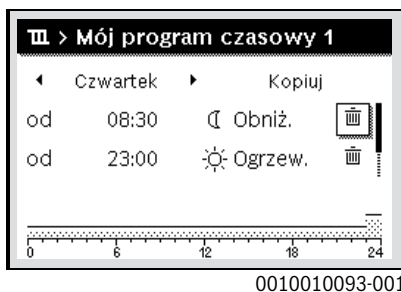 > Mój program czasowy 1
Czwartek Kopiuj
od 08:30 Obniż.
od 23:00 Ogrzew.
0 6 12 18 24
0010010093-001